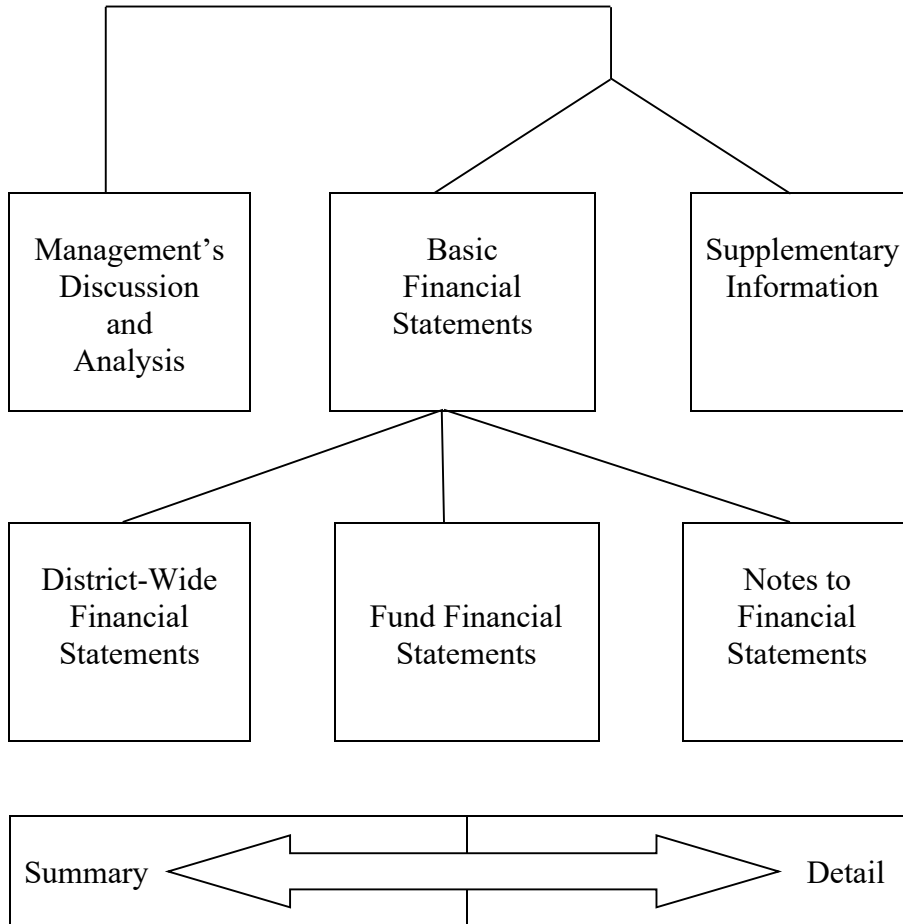 Management’s
Discussion
and
Analysis
Basic
Financial
Statements
Supplementary
Information
District-Wide
Financial
Statements
Fund Financial
Statements
Notes to
Financial
Statements
Summary
Detail